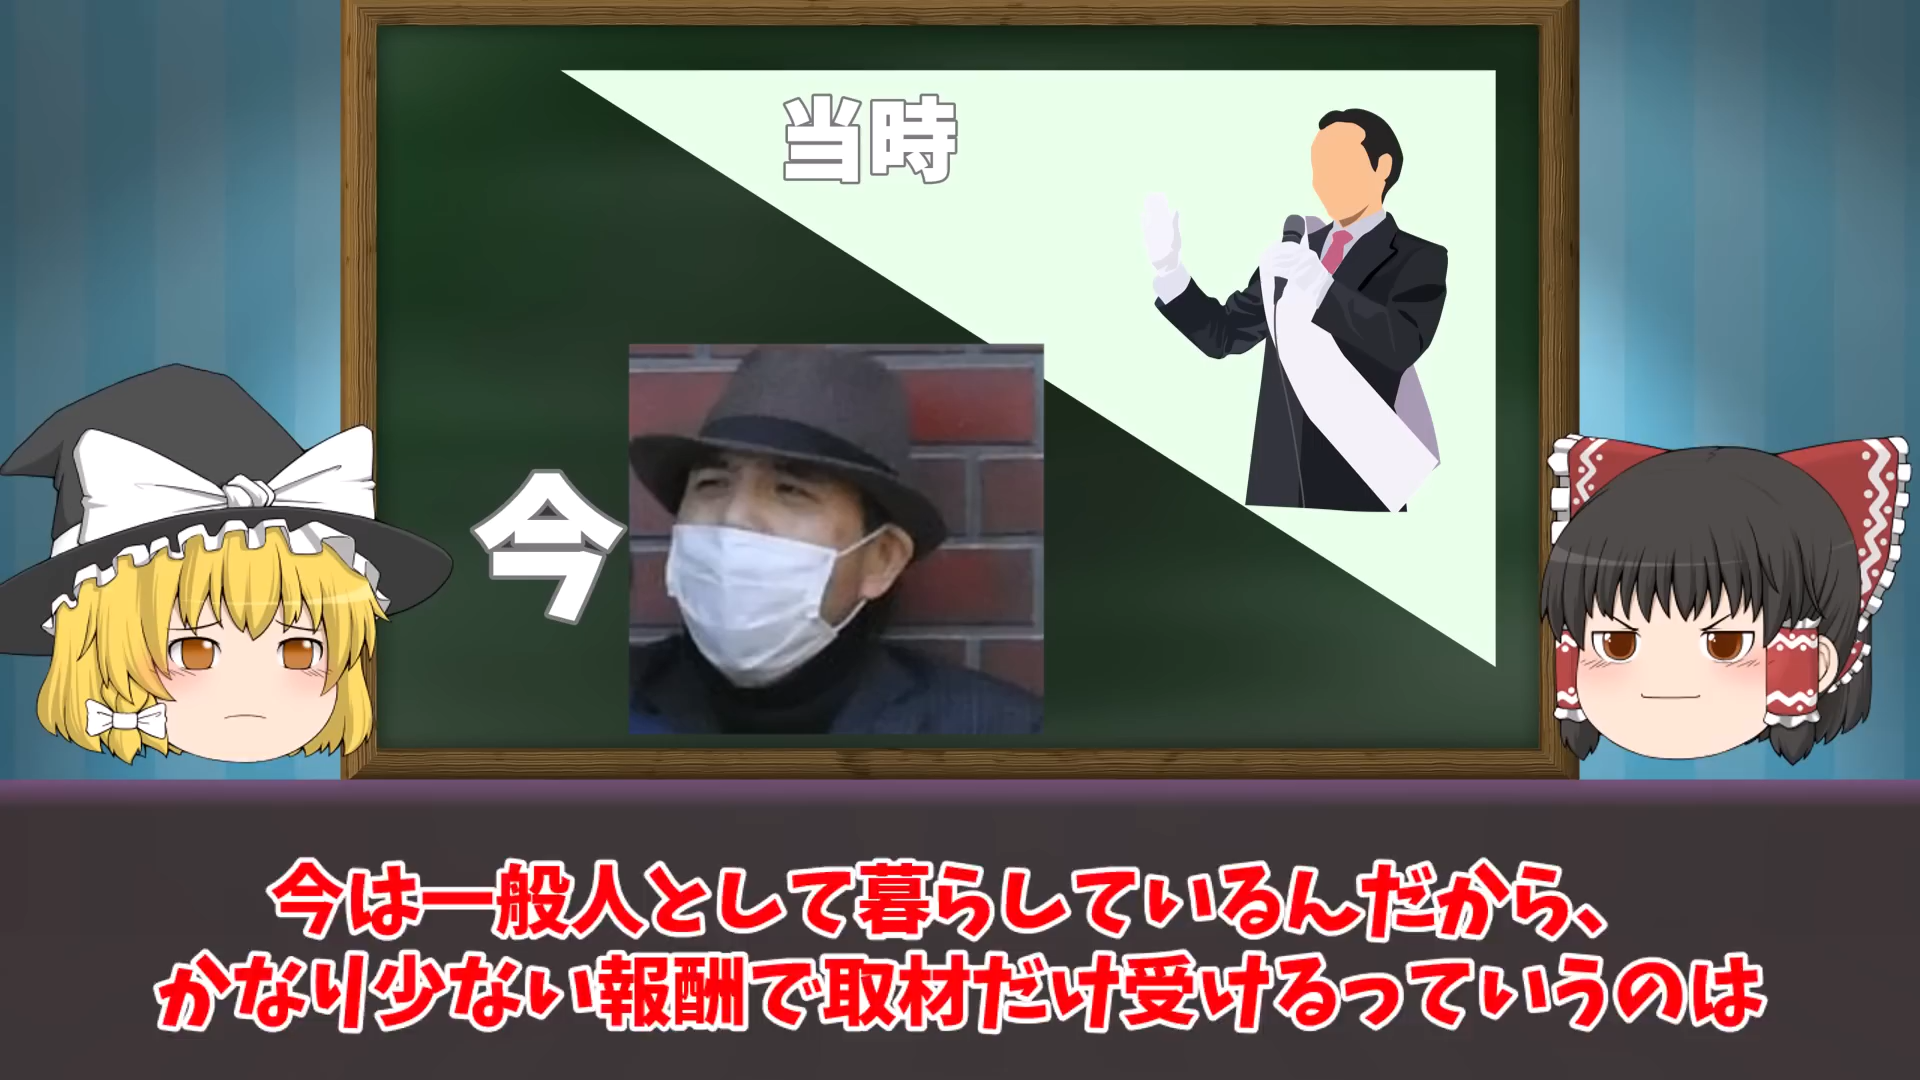 当時
今
今は一般人として暮らしているんだから、
かなり少ない報酬で取材だけ受けるっていうのは